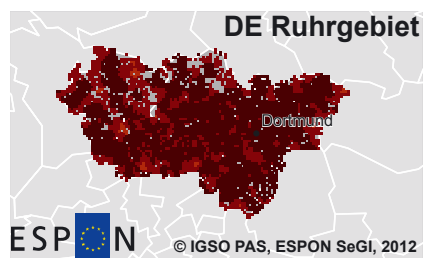 DE Ruhrgebiet
Dortmund
ESPON
© IGSO PAS, ESPON SeGI, 2012